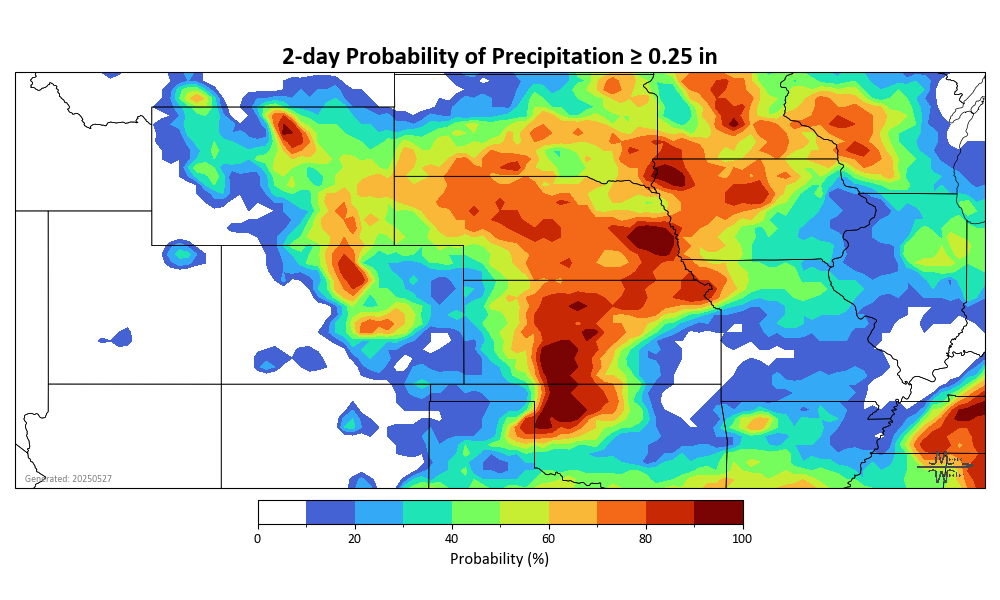 2-day Probability of Precipitation ≥ 0.25 in
Generated: 20250527
0 20 40 60 80 100
Probability (%)